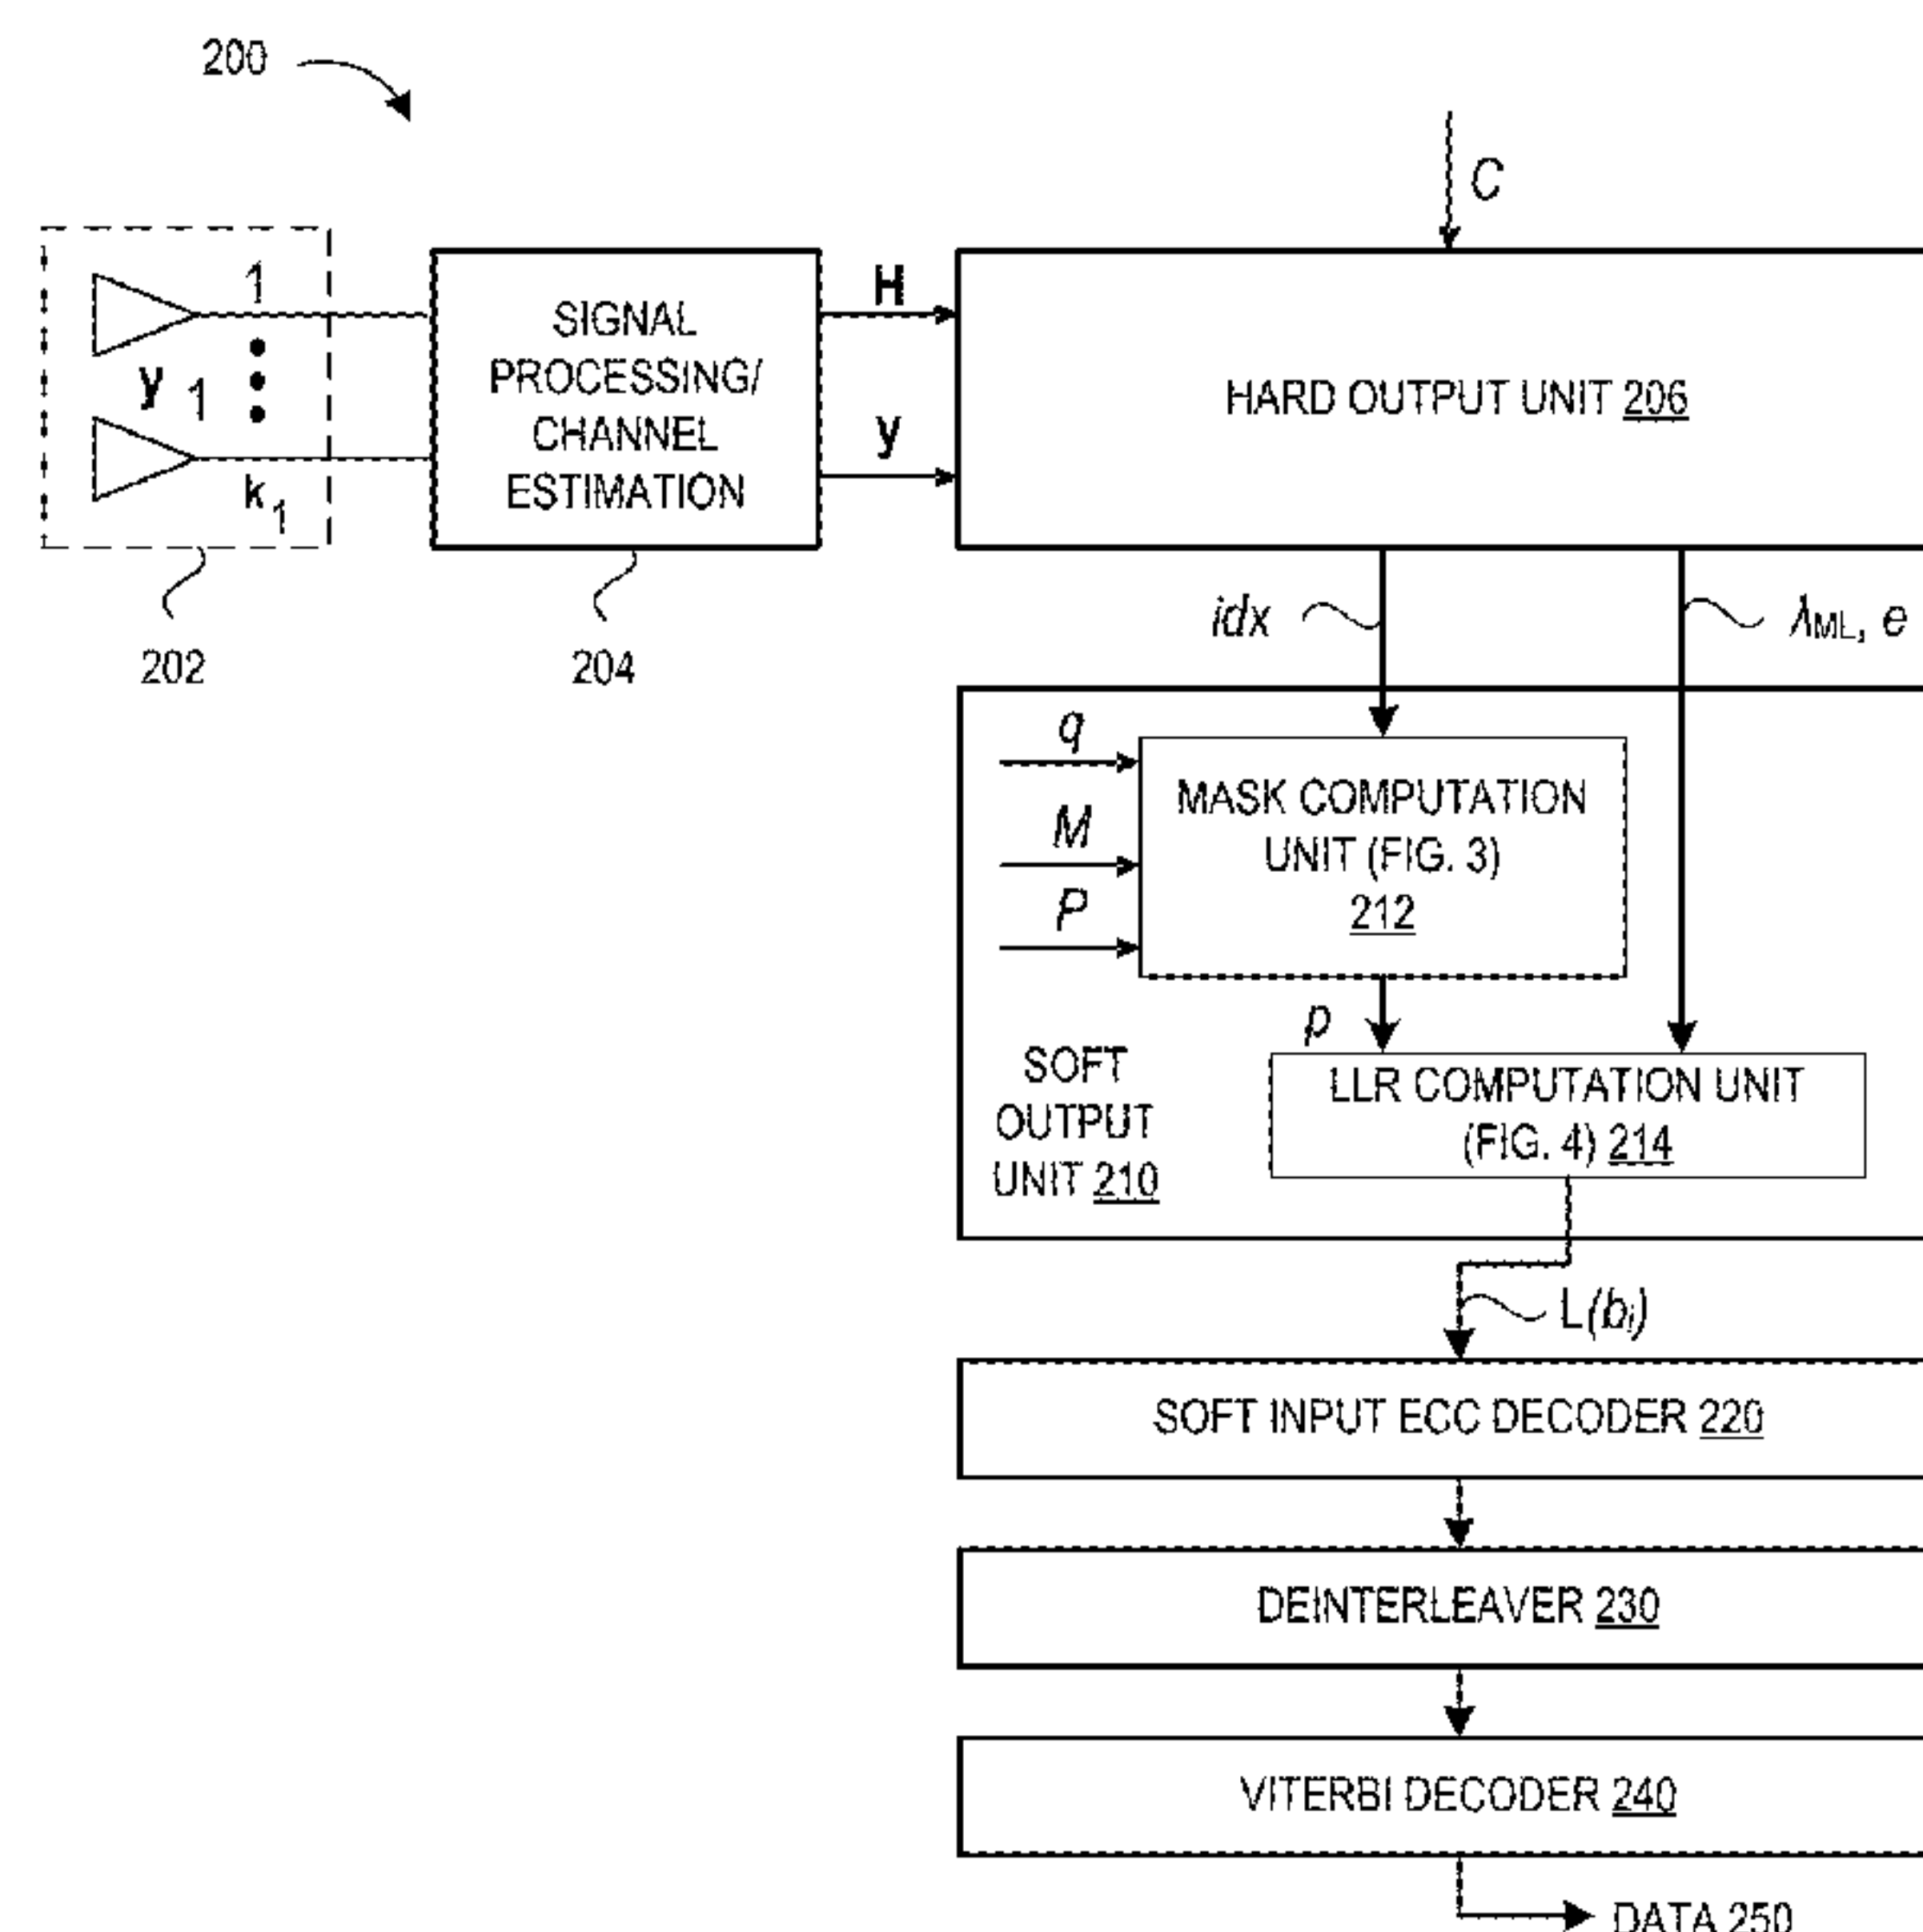 200
C
1
y 1
k1
SIGNAL
PROCESSING/
CHANNEL
ESTIMATION
H
y
HARD OUTPUT UNIT 206
202
204
idx
λML, e
q
M
P
MASK COMPUTATION
UNIT (FIG. 3)
212
p
SOFT
OUTPUT
UNIT 210
LLR COMPUTATION UNIT
(FIG. 4) 214
L(bi)
SOFT INPUT ECC DECODER 220
DEINTERLEAVER 230
VITERBI DECODER 240
DATA 250